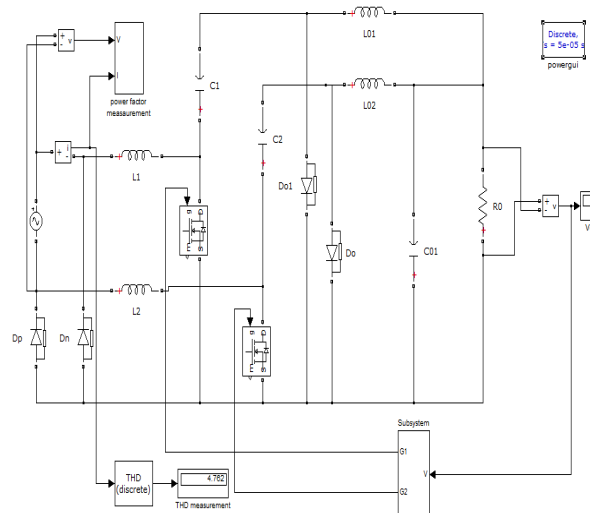 L01
Discrete,
s = 5e-05 s
powergui
+
-
v
V
I
power factor
measaurement
C1
L02
C2
+
-
i
L1
Do1
R0
+
-
v
V
g
D
m
S
Do
C01
L2
Dp
Dn
g
D
m
S
Subsystem
G1
V
G2
THD
(discrete)
4.762
THD measurement